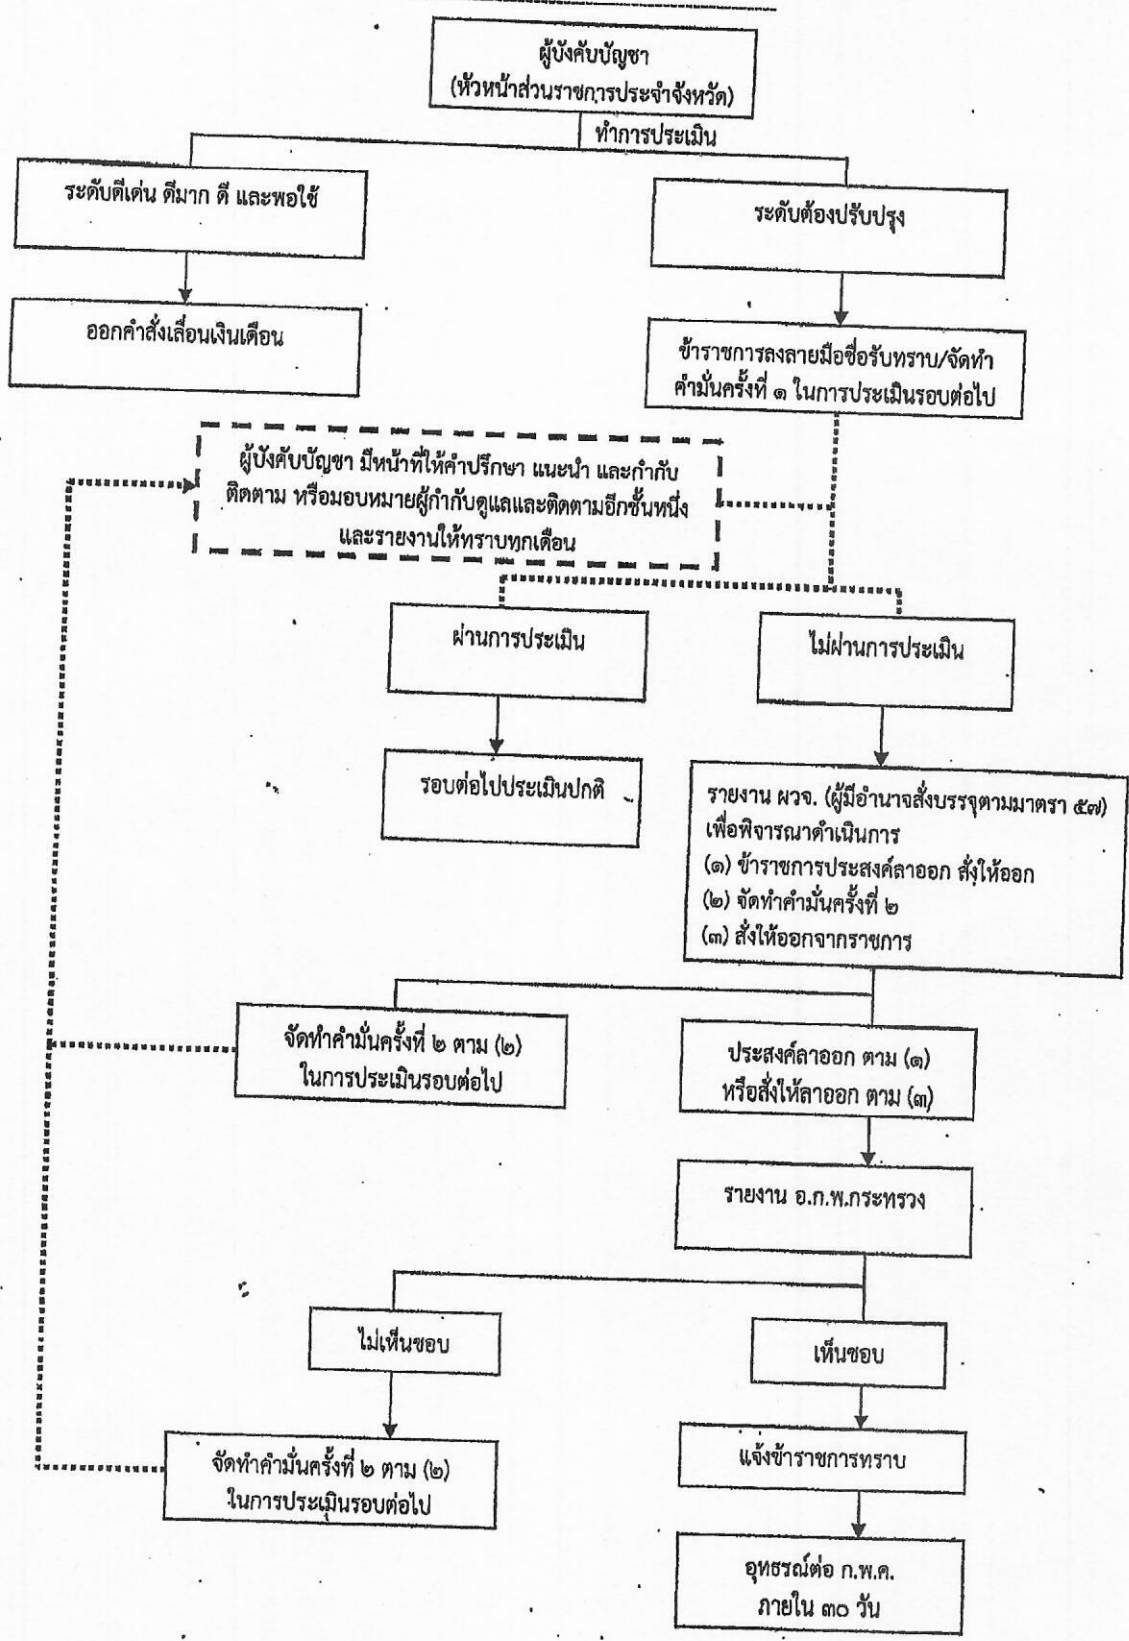 ผู้บังคับบัญชา
(หัวหน้าส่วนราชการประจำจังหวัด)
ทำการประเมิน
ระดับดีเด่น ดีมาก ดี และพอใช้
ระดับต้องปรับปรุง
ออกคำสั่งเลื่อนเงินเดือน
ข้าราชการลงลายมือชื่อรับทราบ/จัดทำ
คำมั่นครั้งที่ ๑ ในการประเมินรอบต่อไป
ผู้บังคับบัญชา มีหน้าที่ให้คำปรึกษา แนะนำ และกำกับ
ติดตาม หรือมอบหมายผู้กำกับดูแลและติดตามอีกชั้นหนึ่ง
และรายงานให้ทราบทุกเดือน
ผ่านการประเมิน
ไม่ผ่านการประเมิน
รอบต่อไปประเมินปกติ
รายงาน ผวจ. (ผู้มีอำนาจสั่งบรรจุตามมาตรา ๕๗)
เพื่อพิจารณาดำเนินการ
(๑) ข้าราชการประสงค์ลาออก สั่งให้ออก
(๒) จัดทำคำมั่นครั้งที่ ๒
(๓) สั่งให้ออกจากราชการ
จัดทำคำมั่นครั้งที่ ๒ ตาม (๒)
ในการประเมินรอบต่อไป
ประสงค์ลาออก ตาม (๑)
หรือสั่งให้ลาออก ตาม (๓)
รายงาน อ.ก.พ.กระทรวง
ไม่เห็นชอบ
เห็นชอบ
จัดทำคำมั่นครั้งที่ ๒ ตาม (๒)
ในการประเมินรอบต่อไป
แจ้งข้าราชการทราบ
อุทธรณ์ต่อ ก.พ.ค.
ภายใน ๓๐ วัน